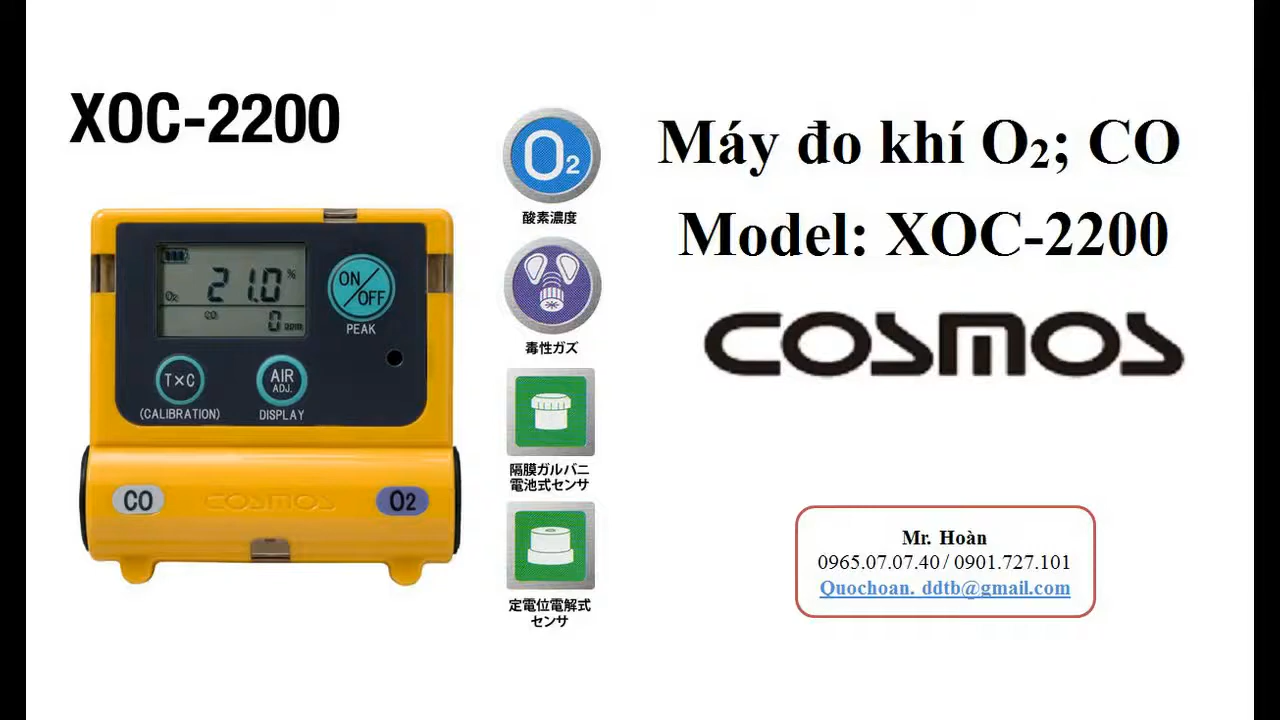 XOC-2200
21.0 %
O₂
CO
0 ppm
ON/OFF
PEAK
T×C
(CALIBRATION)
AIR
ADJ.
DISPLAY
CO
COSMOS
O2
O2
酸素濃度
毒性ガズ
隔膜ガルバニ
電池式センサ
定電位電解式
センサ
Máy đo khí O₂; CO
Model: XOC-2200
COSMOS
Mr. Hoàn
0965.07.07.40 / 0901.727.101
Quochoan. ddtb@gmail.com